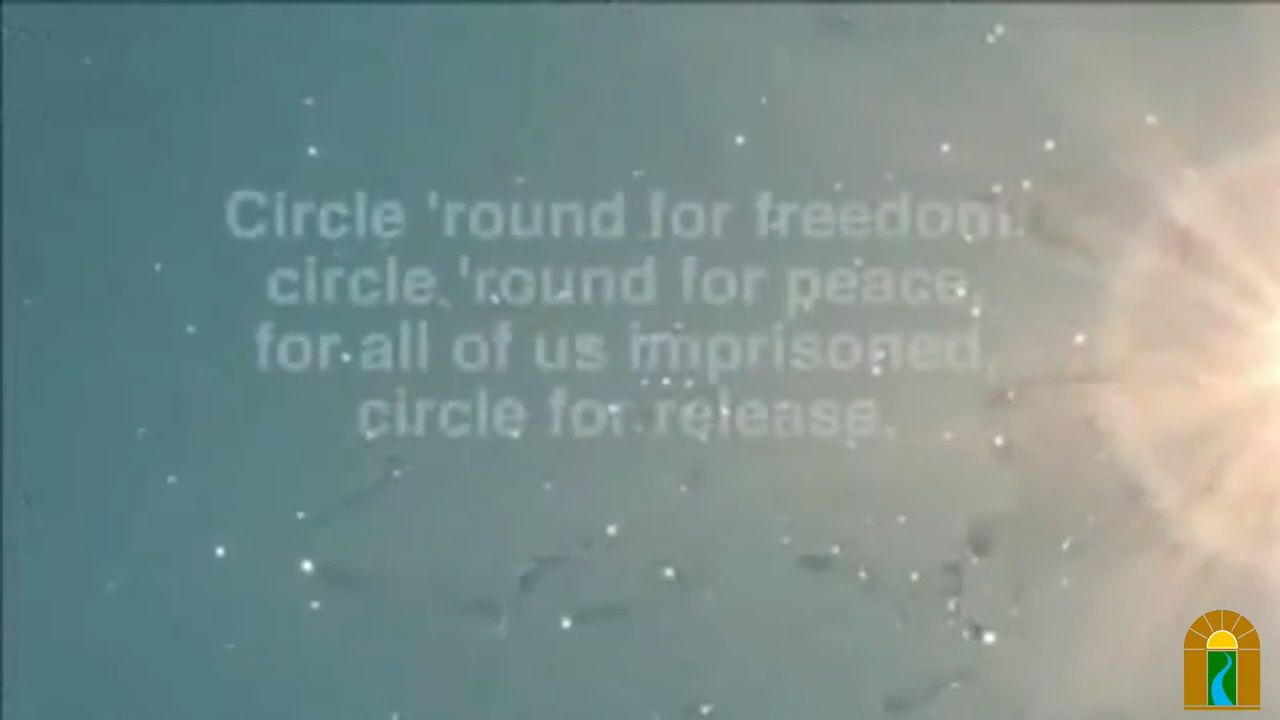 Circle 'round for freedom,
circle 'round for peace,
for all of us imprisoned,
circle for release.